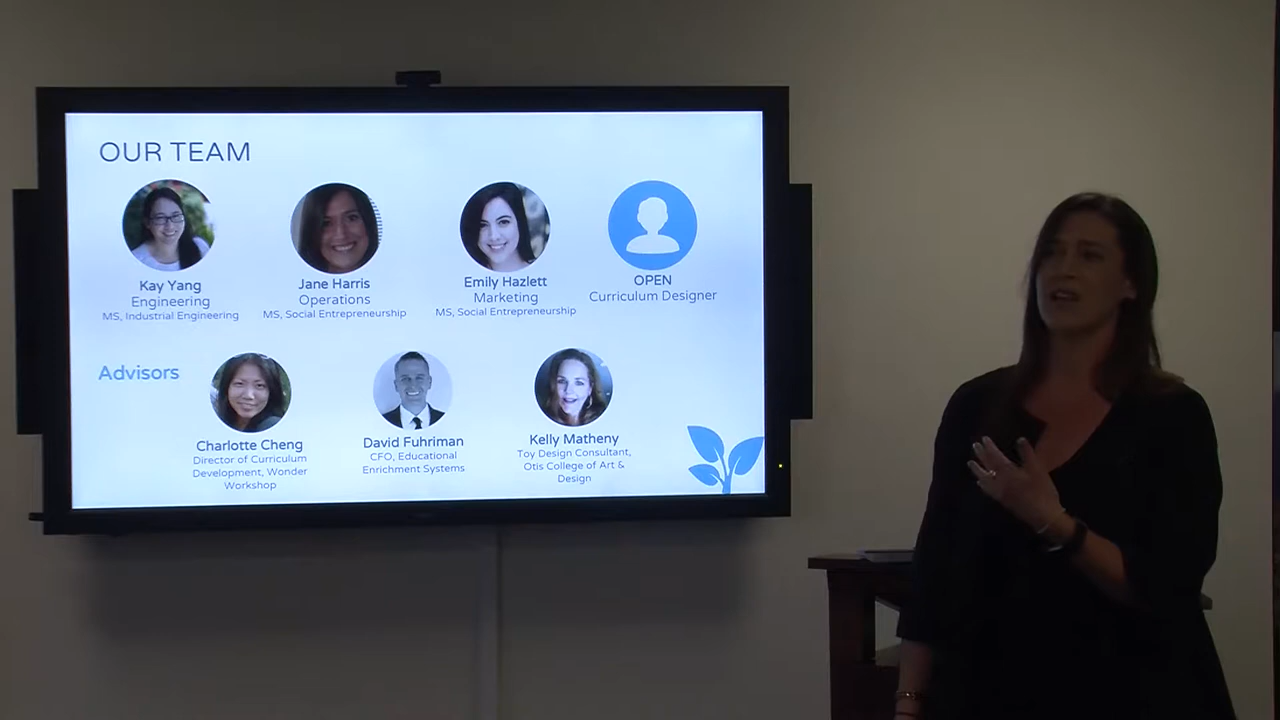 OUR TEAM
Kay Yang
Engineering
MS, Industrial Engineering
Jane Harris
Operations
MS, Social Entrepreneurship
Emily Hazlett
Marketing
MS, Social Entrepreneurship
OPEN
Curriculum Designer
Advisors
Charlotte Cheng
Director of Curriculum
Development, Wonder
Workshop
David Fuhriman
CFO, Educational
Enrichment Systems
Kelly Matheny
Toy Design Consultant,
Otis College of Art &
Design